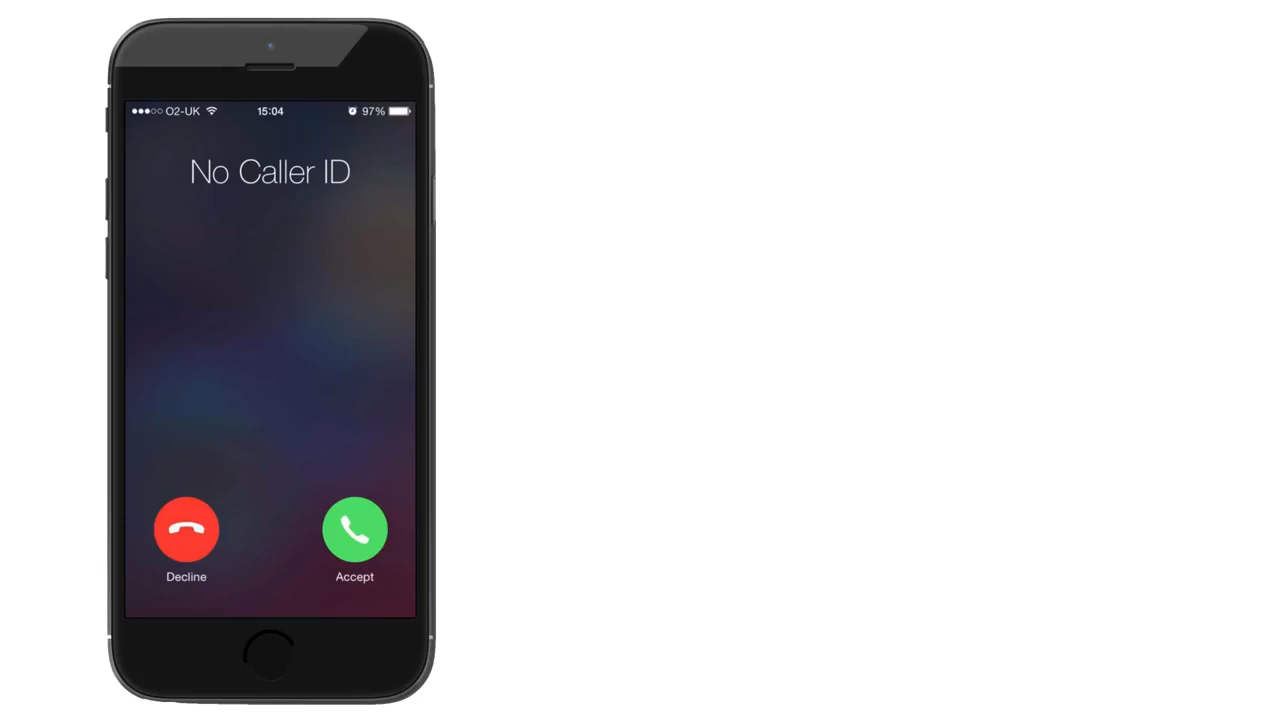 O2-UK 15:04 97%
No Caller ID
Decline Accept